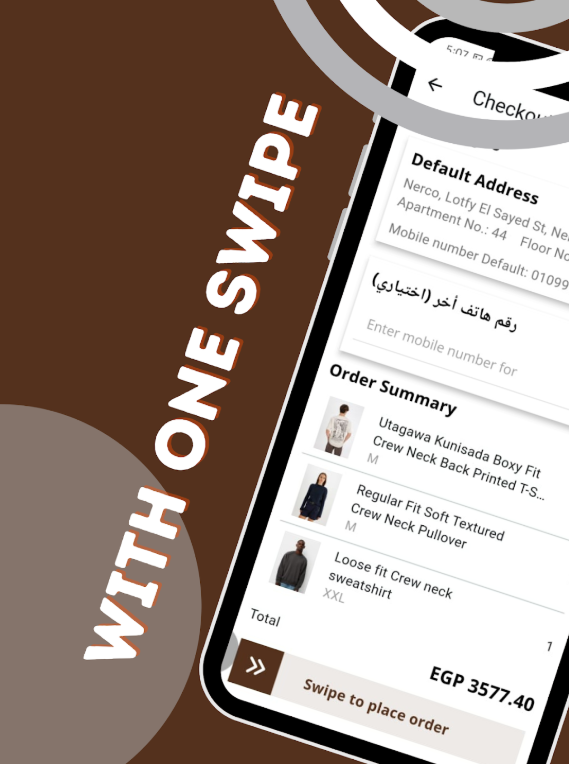 WITH ONE SWIPE
5:07
Checkout
Default Address
Nerco, Lotfy El Sayed St, Ne
Apartment No.: 44 Floor No
Mobile number Default: 01099
رقم هاتف أخر (اختياري)
Enter mobile number for
Order Summary
Utagawa Kunisada Boxy Fit
Crew Neck Back Printed T-S...
M
Regular Fit Soft Textured
Crew Neck Pullover
M
Loose fit Crew neck
sweatshirt
XXL
1
Total
EGP 3577.40
Swipe to place order